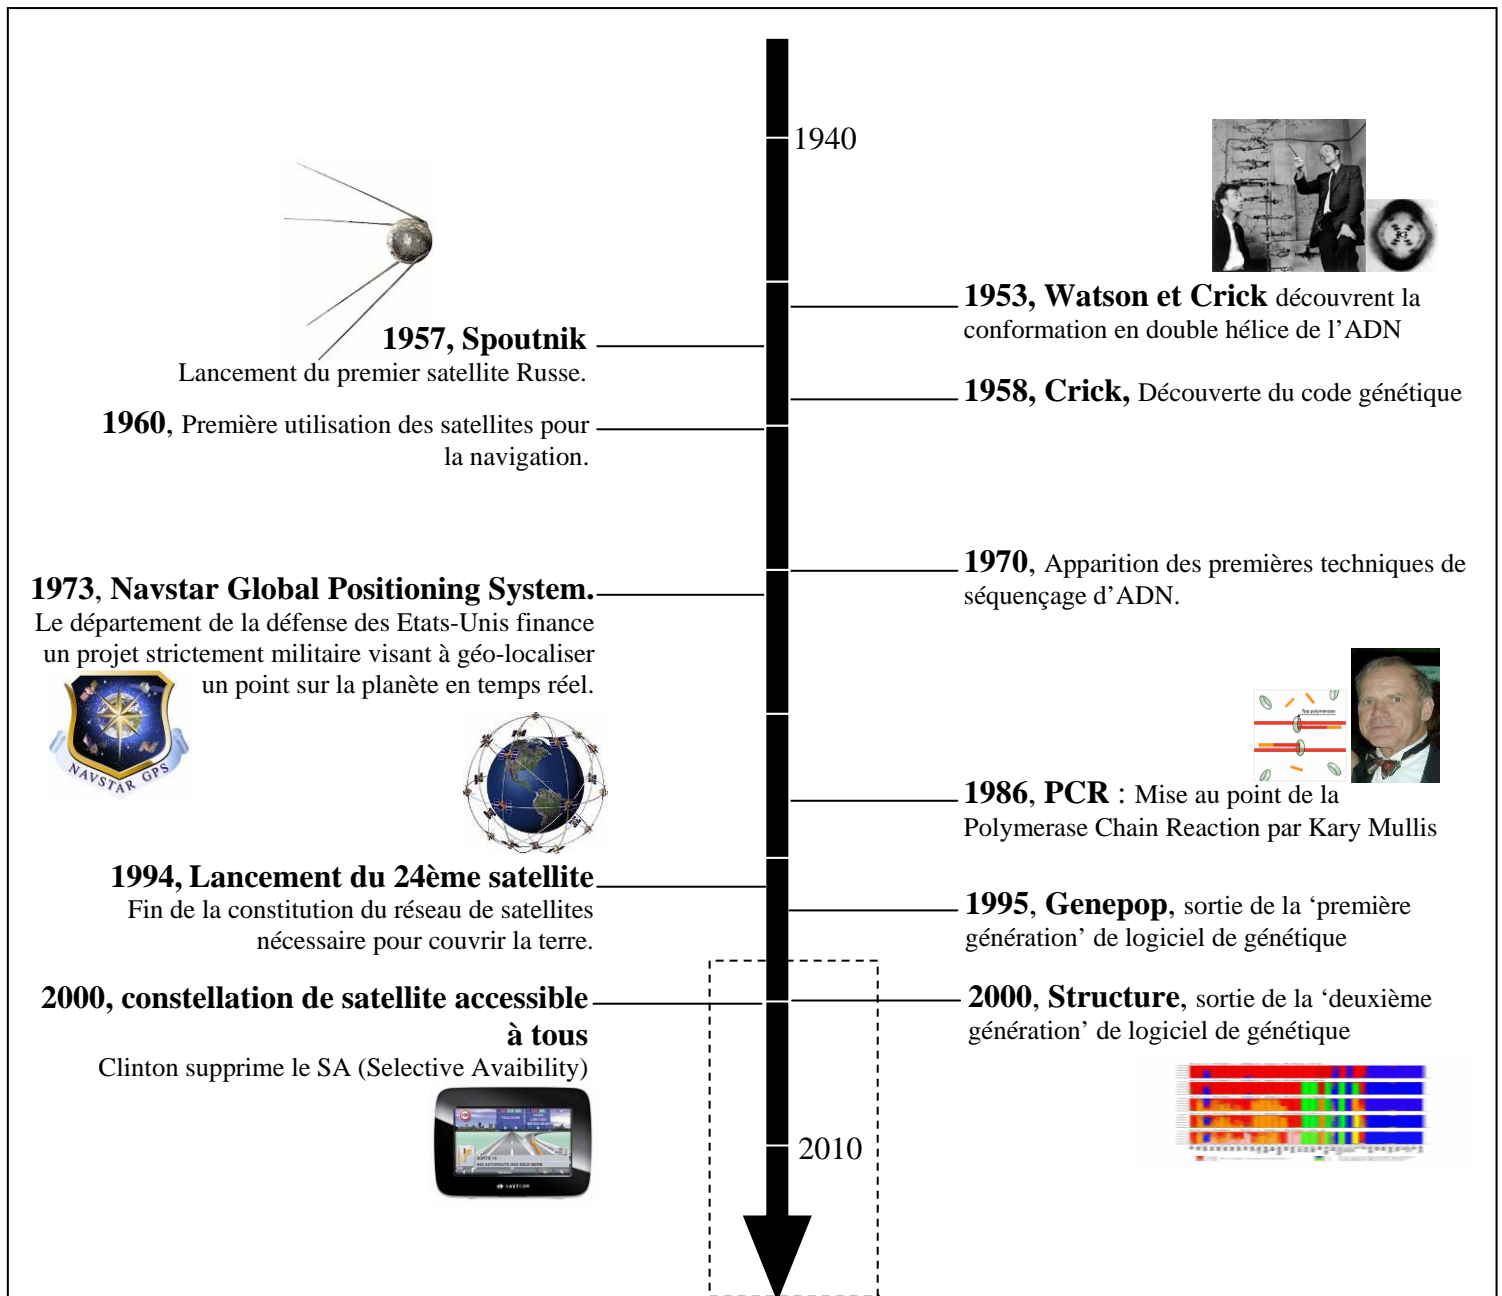 1940
1953, Watson et Crick découvrent la
conformation en double hélice de l’ADN
1957, Spoutnik
Lancement du premier satellite Russe.
1958, Crick, Découverte du code génétique
1960, Première utilisation des satellites pour
la navigation.
1970, Apparition des premières techniques de
séquençage d’ADN.
1973, Navstar Global Positioning System.
Le département de la défense des Etats-Unis finance
un projet strictement militaire visant à géo-localiser
un point sur la planète en temps réel.
NAVSTAR GPS
Taq polymerase
1986, PCR : Mise au point de la
Polymerase Chain Reaction par Kary Mullis
1994, Lancement du 24ème satellite
Fin de la constitution du réseau de satellites
nécessaire pour couvrir la terre.
1995, Genepop, sortie de la ‘première
génération’ de logiciel de génétique
2000, constellation de satellite accessible
à tous
Clinton supprime le SA (Selective Avaibility)
2000, Structure, sortie de la ‘deuxième
génération’ de logiciel de génétique
TOULOUSE
SORTIE 19
2010